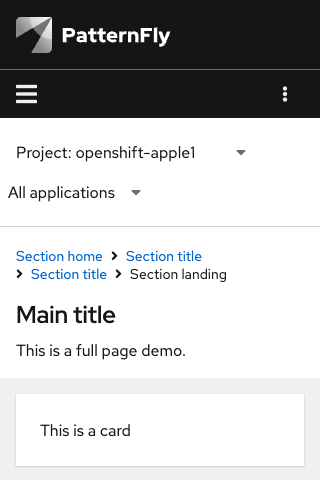 PatternFly
Project: openshift-apple1
All applications
Section home > Section title
> Section title > Section landing
Main title
This is a full page demo.
This is a card